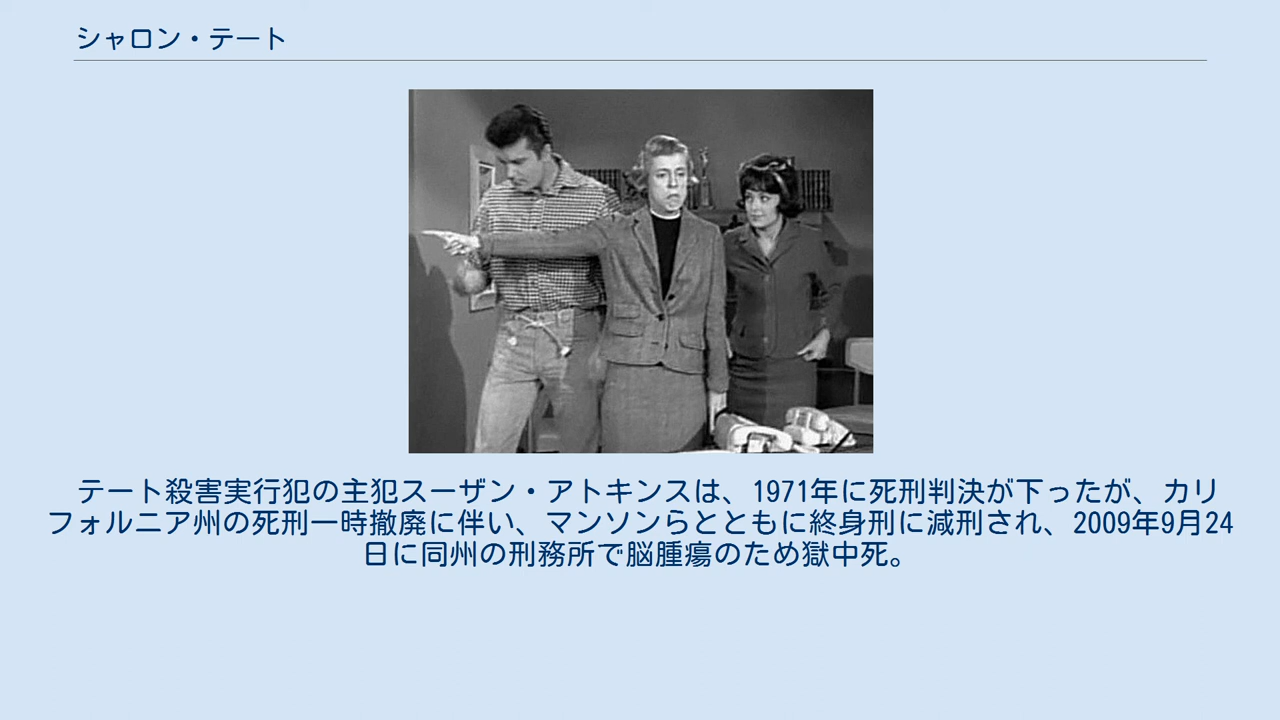 シャロン・テート
テート殺害実行犯の主犯スーザン・アトキンスは、1971年に死刑判決が下ったが、カリ
フォルニア州の死刑一時撤廃に伴い、マンソンらとともに終身刑に減刑され、2009年9月24
日に同州の刑務所で脳腫瘍のため獄中死。